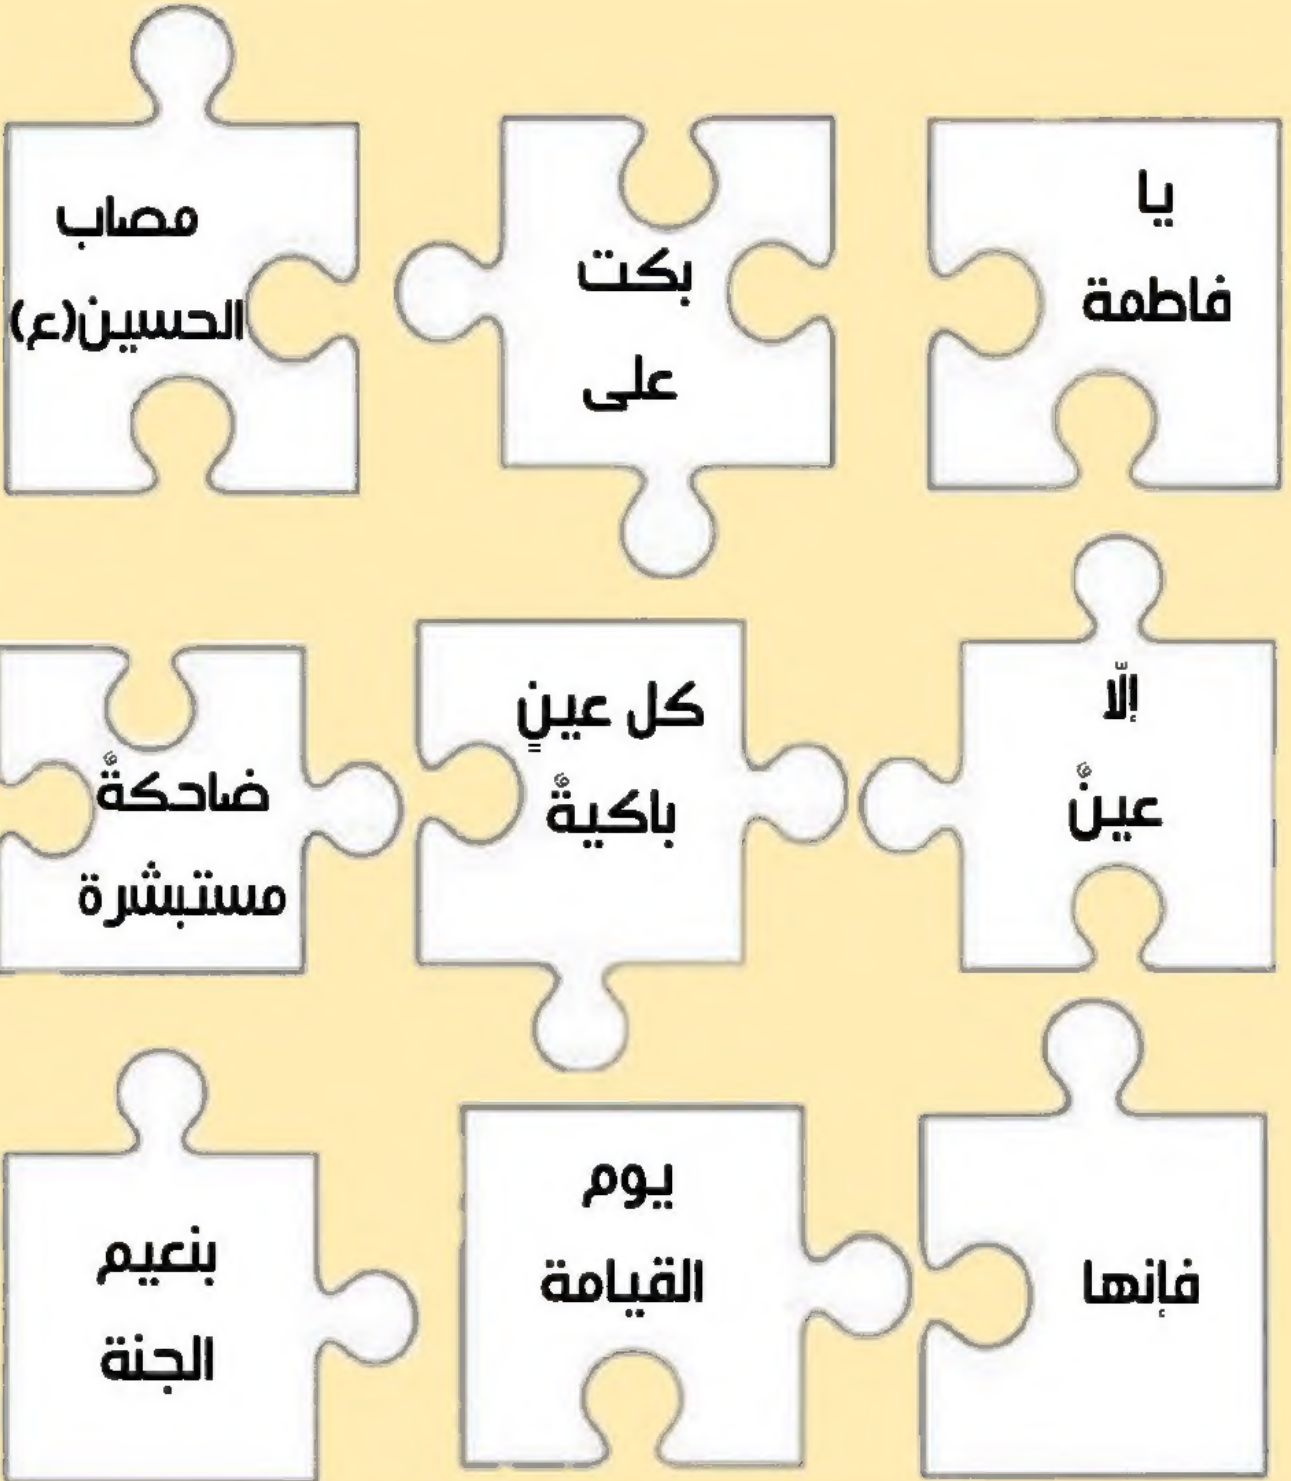 يا
فاطمة
بكت
على
مصاب
الحسين(ع)
إلّا
عينٌ
كل عينٍ
باكيةٌ
ضاحكةٌ
مستبشرة
فإنها
يوم
القيامة
بنعيم
الجنة